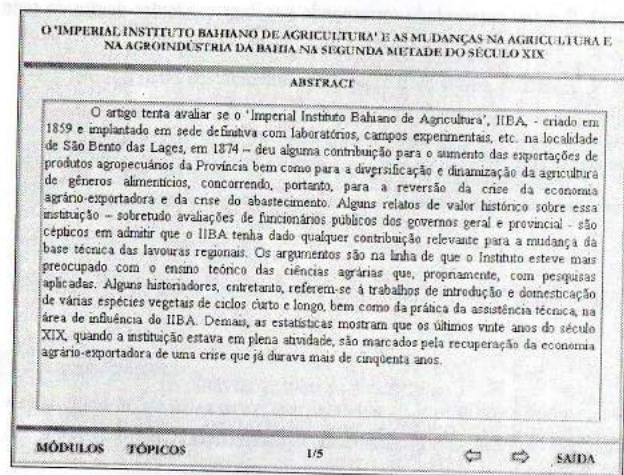 O 'IMPERIAL INSTITUTO BAHIANO DE AGRICULTURA' E AS MUDANÇAS NA AGRICULTURA E
NA AGROINDÚSTRIA DA BAHIA NA SEGUNDA METADE DO SÉCULO XIX
ABSTRACT
O artigo tenta avaliar se o 'Imperial Instituto Bahiano de Agricultura', IIBA, - criado em
1859 e implantado em sede definitiva com laboratórios, campos experimentais, etc. na localidade
de São Bento das Lages, em 1874 – deu alguma contribuição para o aumento das exportações de
produtos agropecuários da Província bem como para a diversificação e dinamização da agricultura
de gêneros alimentícios, concorrendo, portanto, para a reversão da crise da economia
agrário-exportadora e da crise do abastecimento. Alguns relatos de valor histórico sobre essa
instituição – sobretudo avaliações de funcionários públicos dos governos geral e provincial - são
cépticos em admitir que o IIBA tenha dado qualquer contribuição relevante para a mudança da
base técnica das lavouras regionais. Os argumentos são na linha de que o Instituto esteve mais
preocupado com o ensino teórico das ciências agrárias que, propriamente, com pesquisas
aplicadas. Alguns historiadores, entretanto, referem-se à trabalhos de introdução e domesticação
de várias espécies vegetais de ciclos curto e longo, bem como da prática da assistência técnica, na
área de influência do IIBA. Demais, as estatísticas mostram que os últimos vinte anos do século
XIX, quando a instituição estava em plena atividade, são marcados pela recuperação da economia
agrário-exportadora de uma crise que já durava mais de cinqüenta anos.
MÓDULOS TÓPICOS 1/5 SAÍDA